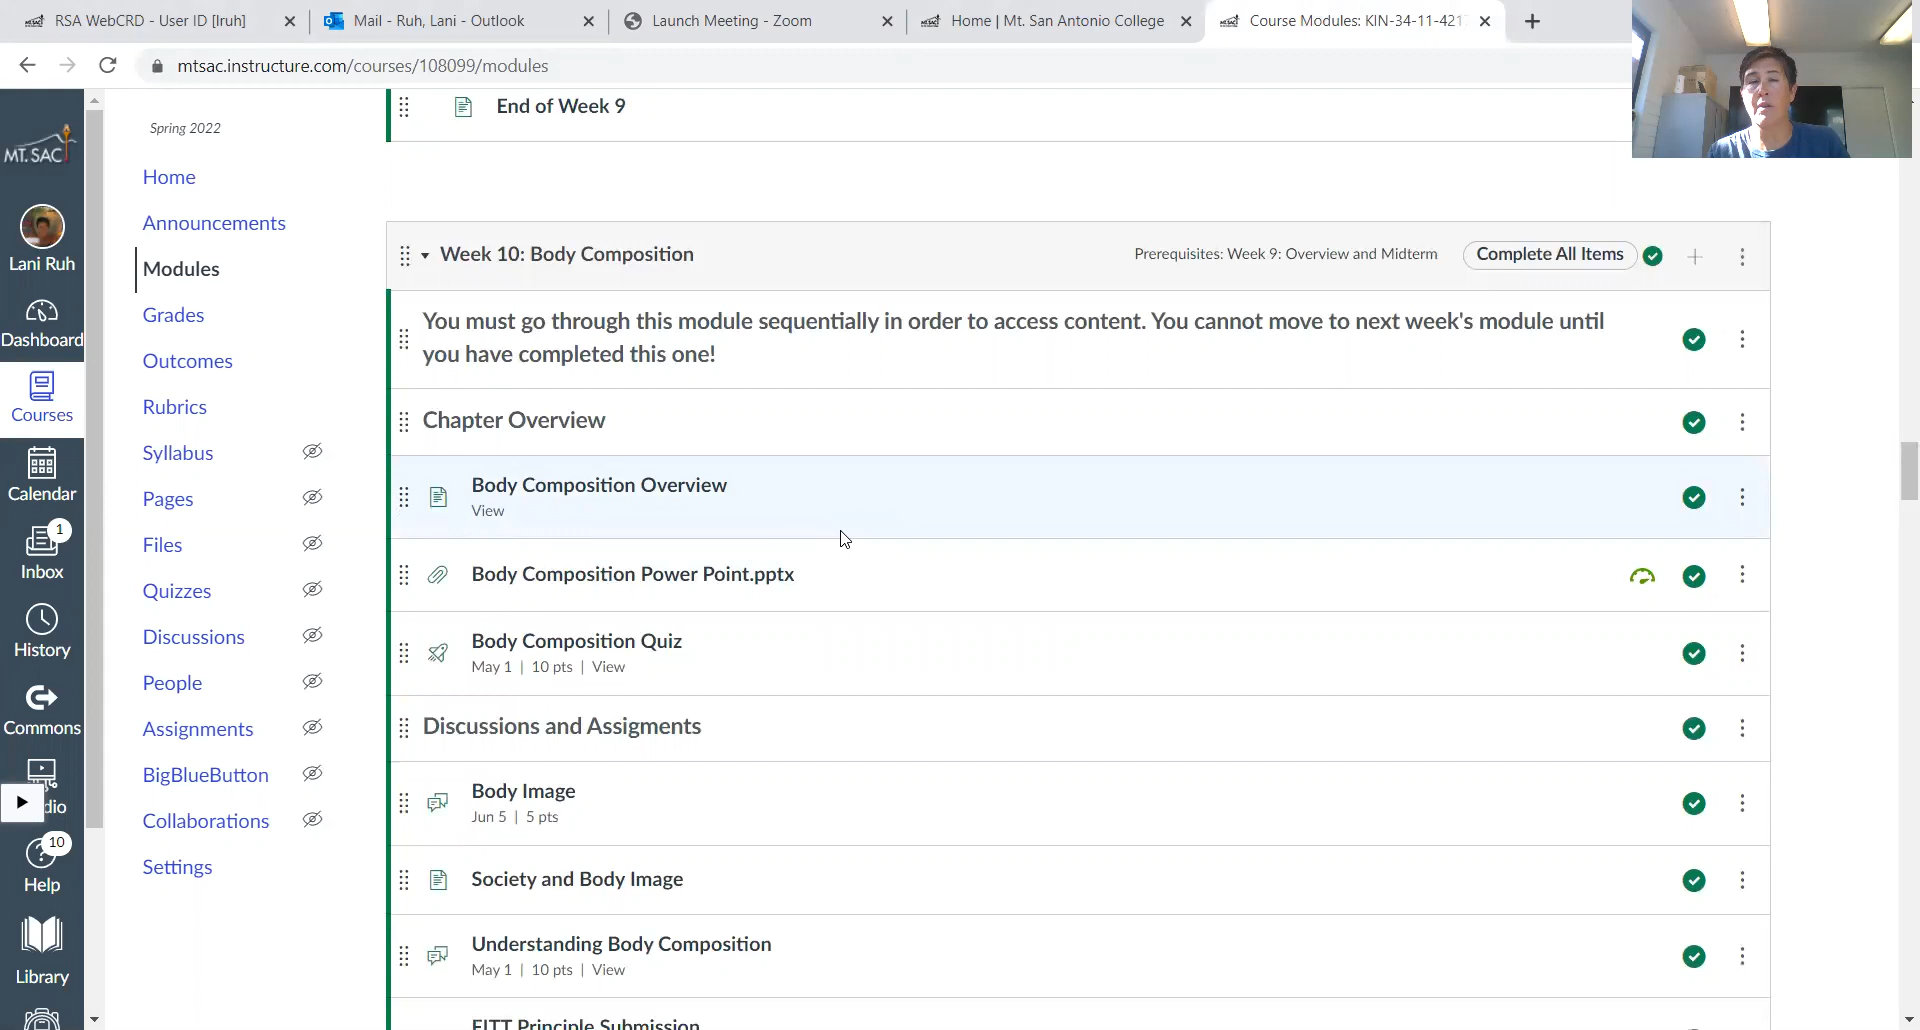 RSA WebCRD - User ID [lruh]
Mail - Ruh, Lani - Outlook
Launch Meeting - Zoom
Home | Mt. San Antonio College
Course Modules: KIN-34-11-421
mtsac.instructure.com/courses/108099/modules
MT. SAC
Lani Ruh
Dashboard
Courses
Calendar
1
Inbox
History
Commons
dio
10
Help
Library
Spring 2022
Home
Announcements
Modules
Grades
Outcomes
Rubrics
Syllabus
Pages
Files
Quizzes
Discussions
People
Assignments
BigBlueButton
Collaborations
Settings
End of Week 9
Week 10: Body Composition
Prerequisites: Week 9: Overview and Midterm
Complete All Items
You must go through this module sequentially in order to access content. You cannot move to next week's module until
you have completed this one!
Chapter Overview
Body Composition Overview
View
Body Composition Power Point.pptx
Body Composition Quiz
May 1 | 10 pts | View
Discussions and Assigments
Body Image
Jun 5 | 5 pts
Society and Body Image
Understanding Body Composition
May 1 | 10 pts | View
FITT Principle Submission